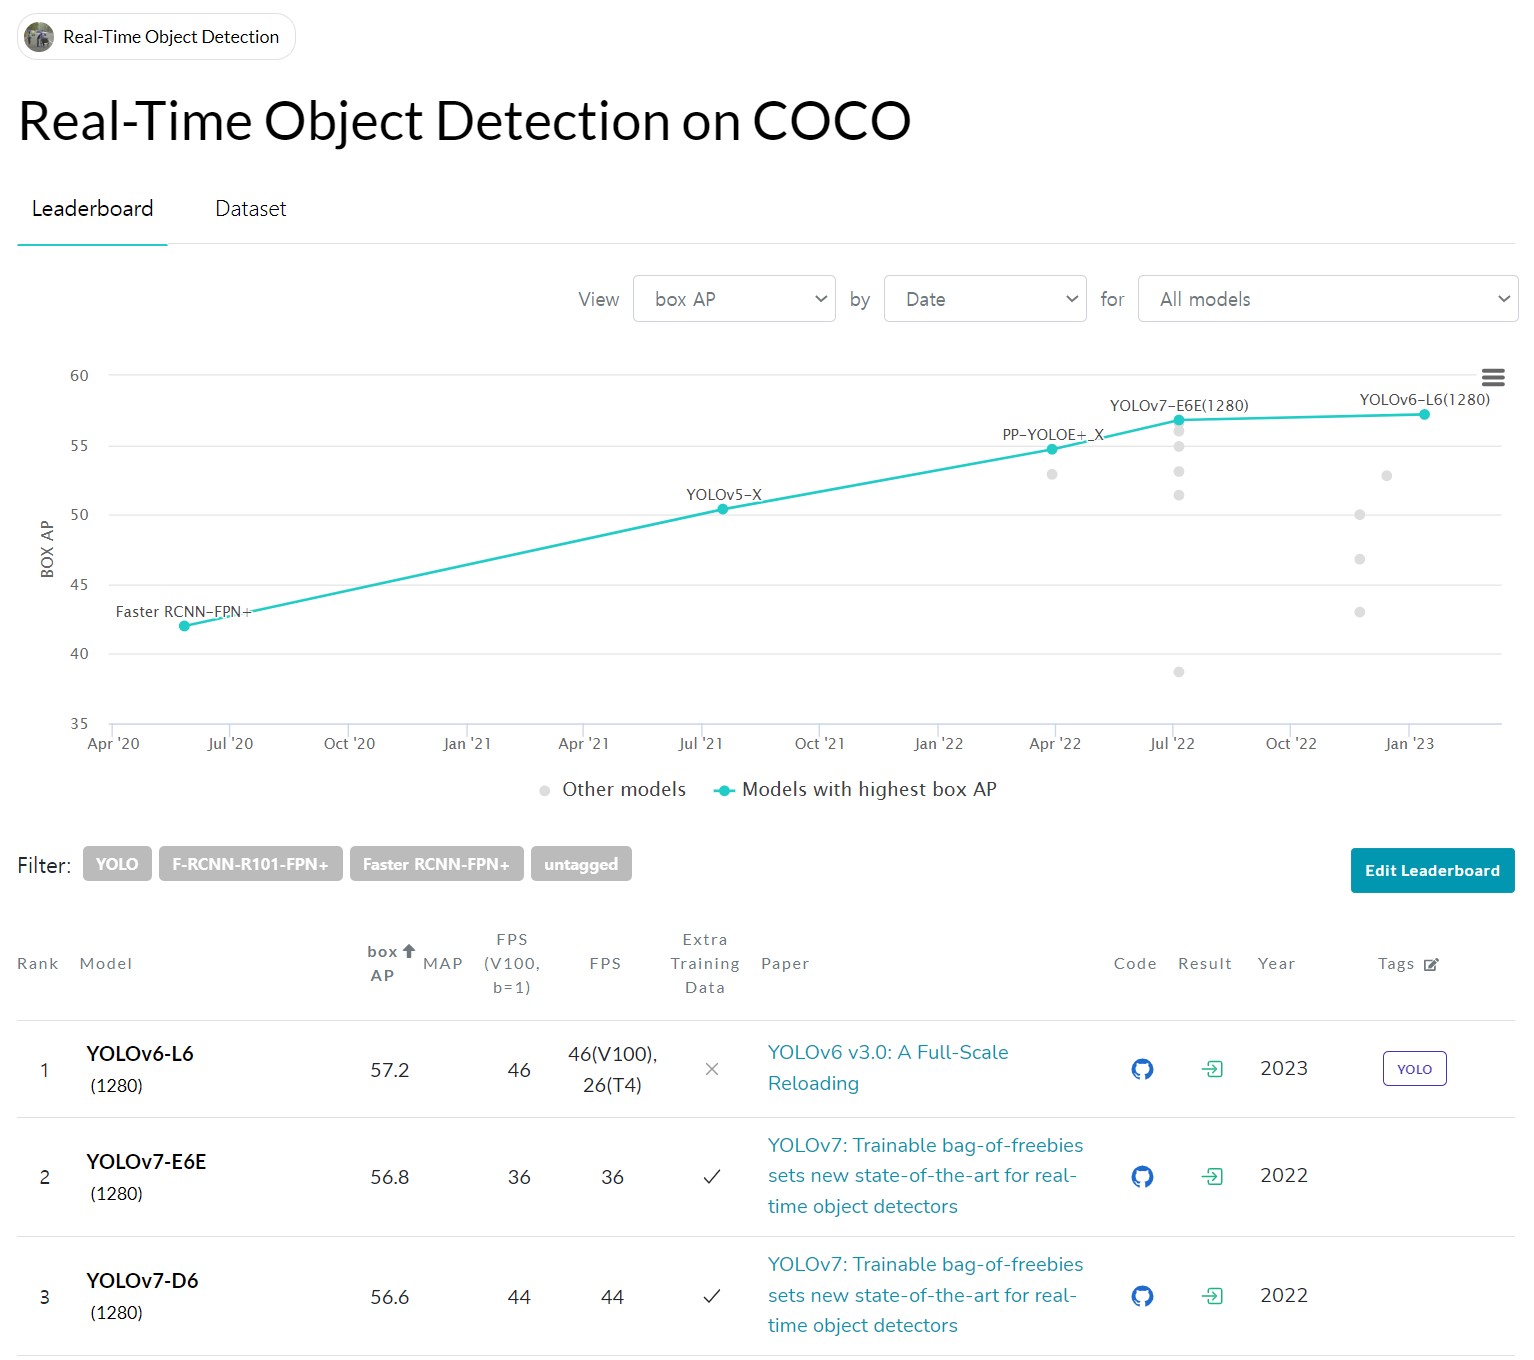 Real-Time Object Detection
Real-Time Object Detection on COCO
Leaderboard Dataset
View box AP by Date for All models
60
55
50
45
40
35
BOX AP
Faster RCNN-FPN+
YOLOv5-X
PP-YOLOE+_X
YOLOv7-E6E(1280)
YOLOv6-L6(1280)
Apr '20 Jul '20 Oct '20 Jan '21 Apr '21 Jul '21 Oct '21 Jan '22 Apr '22 Jul '22 Oct '22 Jan '23
Other models Models with highest box AP
Filter: YOLO F-RCNN-R101-FPN+ Faster RCNN-FPN+ untagged
Edit Leaderboard
Rank Model box AP MAP FPS (V100, b=1) FPS Extra Training Data Paper Code Result Year Tags
1 YOLOv6-L6 (1280) 57.2 46 46(V100), 26(T4) YOLOv6 v3.0: A Full-Scale Reloading 2023 YOLO
2 YOLOv7-E6E (1280) 56.8 36 36 YOLOv7: Trainable bag-of-freebies sets new state-of-the-art for real-time object detectors 2022
3 YOLOv7-D6 (1280) 56.6 44 44 YOLOv7: Trainable bag-of-freebies sets new state-of-the-art for real-time object detectors 2022